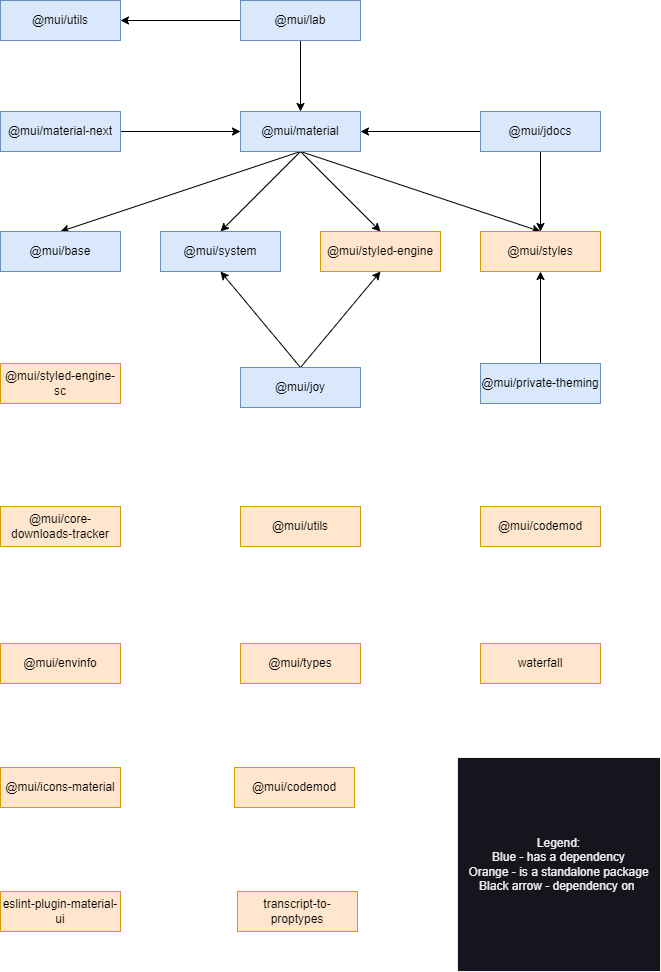 @mui/utils
@mui/lab
@mui/material-next
@mui/material
@mui/jdocs
@mui/base
@mui/system
@mui/styled-engine
@mui/styles
@mui/styled-engine-
sc
@mui/joy
@mui/private-theming
@mui/core-
downloads-tracker
@mui/utils
@mui/codemod
@mui/envinfo
@mui/types
waterfall
@mui/icons-material
@mui/codemod
Legend:
Blue - has a dependency
Orange - is a standalone package
Black arrow - dependency on
eslint-plugin-material-
ui
transcript-to-
proptypes